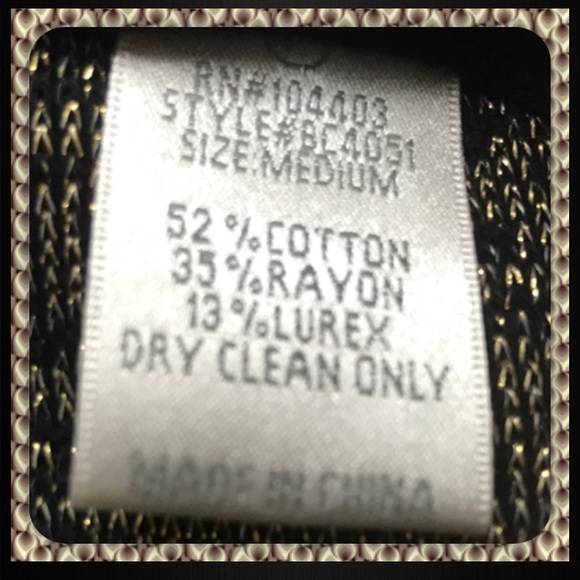 RN#104403
STYLE#BC4051
SIZE:MEDIUM
52%COTTON
35%RAYON
13%LUREX
DRY CLEAN ONLY
MADE IN CHINA